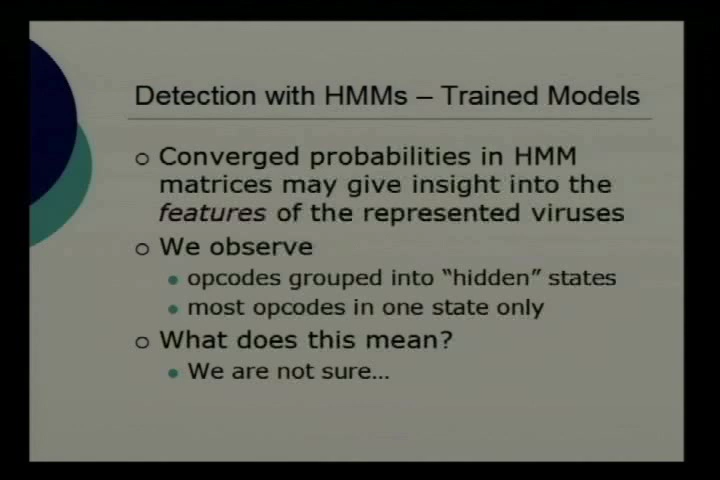 Detection with HMMs – Trained Models
Converged probabilities in HMM
matrices may give insight into the
features of the represented viruses
We observe
opcodes grouped into “hidden” states
most opcodes in one state only
What does this mean?
We are not sure…